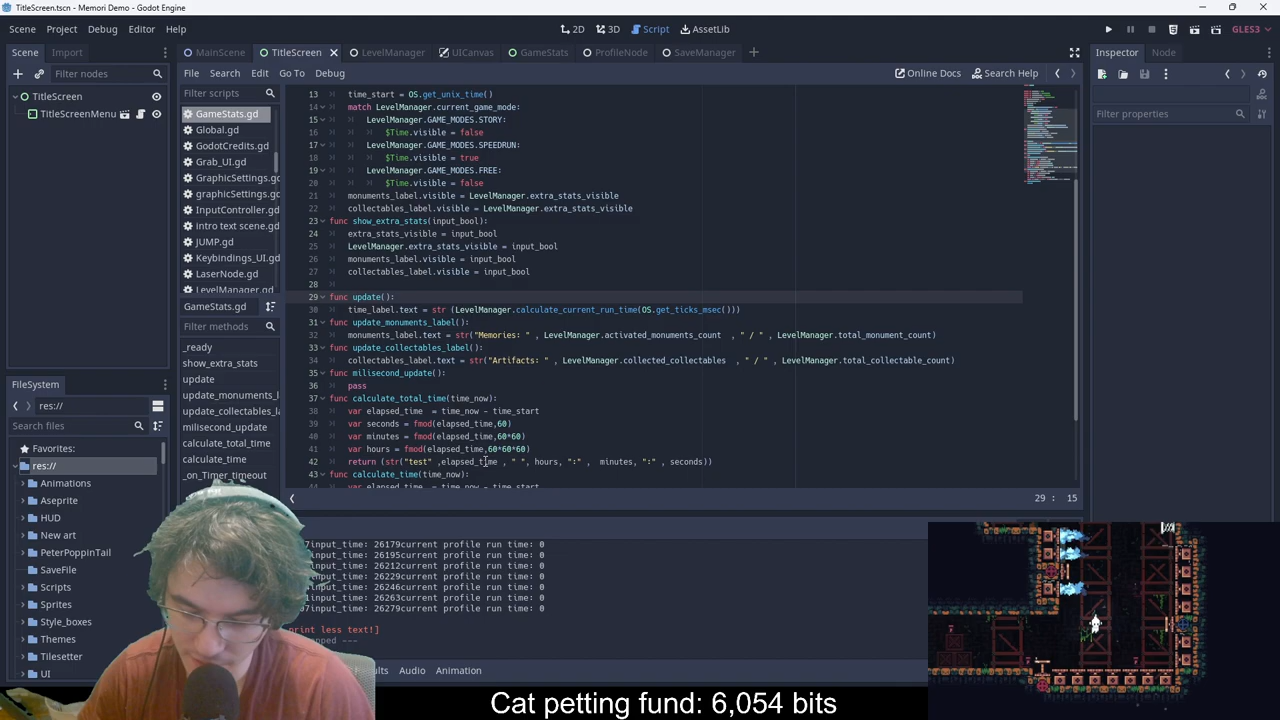 TitleScreen.tscn - Memori Demo - Godot Engine
Scene Project Debug Editor Help
2D 3D Script AssetLib
GLES3
Scene Import
MainScene TitleScreen LevelManager UICanvas GameStats ProfileNode SaveManager
Inspector Node
Filter nodes
File Search Edit Go To Debug
Online Docs Search Help
TitleScreen
TitleScreenMenu
Filter scripts
GameStats.gd
Global.gd
GodotCredits.gd
Grab_UI.gd
GraphicSettings.gd
graphicSettings.gd
InputController.gd
intro text scene.gd
JUMP.gd
Keybindings_UI.gd
LaserNode.gd
LevelManager.gd
GameStats.gd
Filter methods
_ready
show_extra_stats
update
update_monuments_l
update_collectables_l
milisecond_update
calculate_total_time
calculate_time
_on_Timer_timeout
13 time_start = OS.get_unix_time()
14 match LevelManager.current_game_mode:
15 LevelManager.GAME_MODES.STORY:
16 $Time.visible = false
17 LevelManager.GAME_MODES.SPEEDRUN:
18 $Time.visible = true
19 LevelManager.GAME_MODES.FREE:
20 $Time.visible = false
21 monuments_label.visible = LevelManager.extra_stats_visible
22 collectables_label.visible = LevelManager.extra_stats_visible
23 func show_extra_stats(input_bool):
24 extra_stats_visible = input_bool
25 LevelManager.extra_stats_visible = input_bool
26 monuments_label.visible = input_bool
27 collectables_label.visible = input_bool
28
29 func update():
30 time_label.text = str (LevelManager.calculate_current_run_time(OS.get_ticks_msec()))
31 func update_monuments_label():
32 monuments_label.text = str("Memories: " , LevelManager.activated_monuments_count , " / " , LevelManager.total_monument_count)
33 func update_collectables_label():
34 collectables_label.text = str("Artifacts: " , LevelManager.collected_collectables , " / " , LevelManager.total_collectable_count)
35 func milisecond_update():
36 pass
37 func calculate_total_time(time_now):
38 var elapsed_time = time_now - time_start
39 var seconds = fmod(elapsed_time,60)
40 var minutes = fmod(elapsed_time,60*60)
41 var hours = fmod(elapsed_time,60*60*60)
42 return (str("test" ,elapsed_time , " ", hours, ":" , minutes, ":" , seconds))
43 func calculate_time(time_now):
44 var elapsed_time = time_now - time_start
29 : 15
Filter properties
FileSystem
res://
Search files
Favorites:
res://
Animations
Aseprite
HUD
New art
PeterPoppinTail
SaveFile
Scripts
Sprites
Style_boxes
Themes
Tilesetter
UI
input_time: 26179current profile run time: 0
input_time: 26195current profile run time: 0
input_time: 26212current profile run time: 0
input_time: 26229current profile run time: 0
input_time: 26246current profile run time: 0
input_time: 26263current profile run time: 0
input_time: 26279current profile run time: 0
print less text!]
Audio Animation
Cat petting fund: 6,054 bits